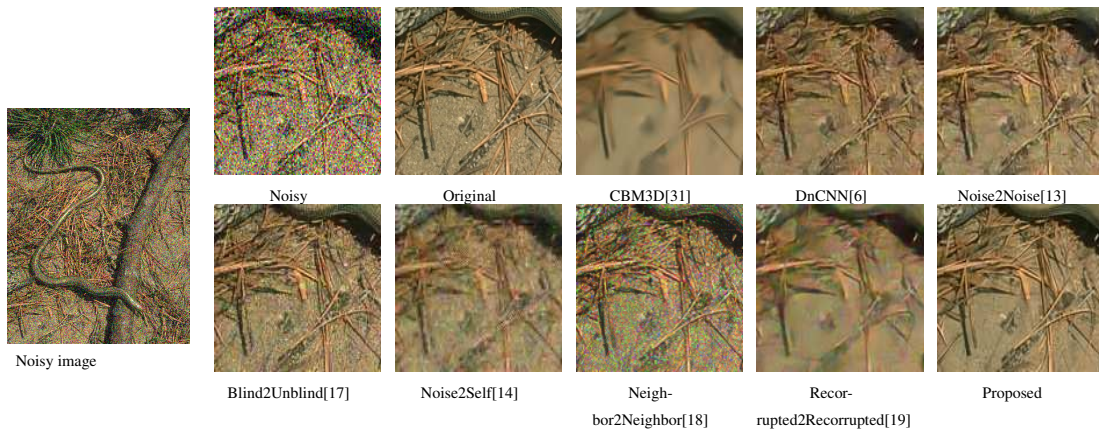 Noisy
Original
CBM3D[31]
DnCNN[6]
Noise2Noise[13]
Noisy image
Blind2Unblind[17]
Noise2Self[14]
Neigh-
bor2Neighbor[18]
Recor-
rupted2Recorrupted[19]
Proposed